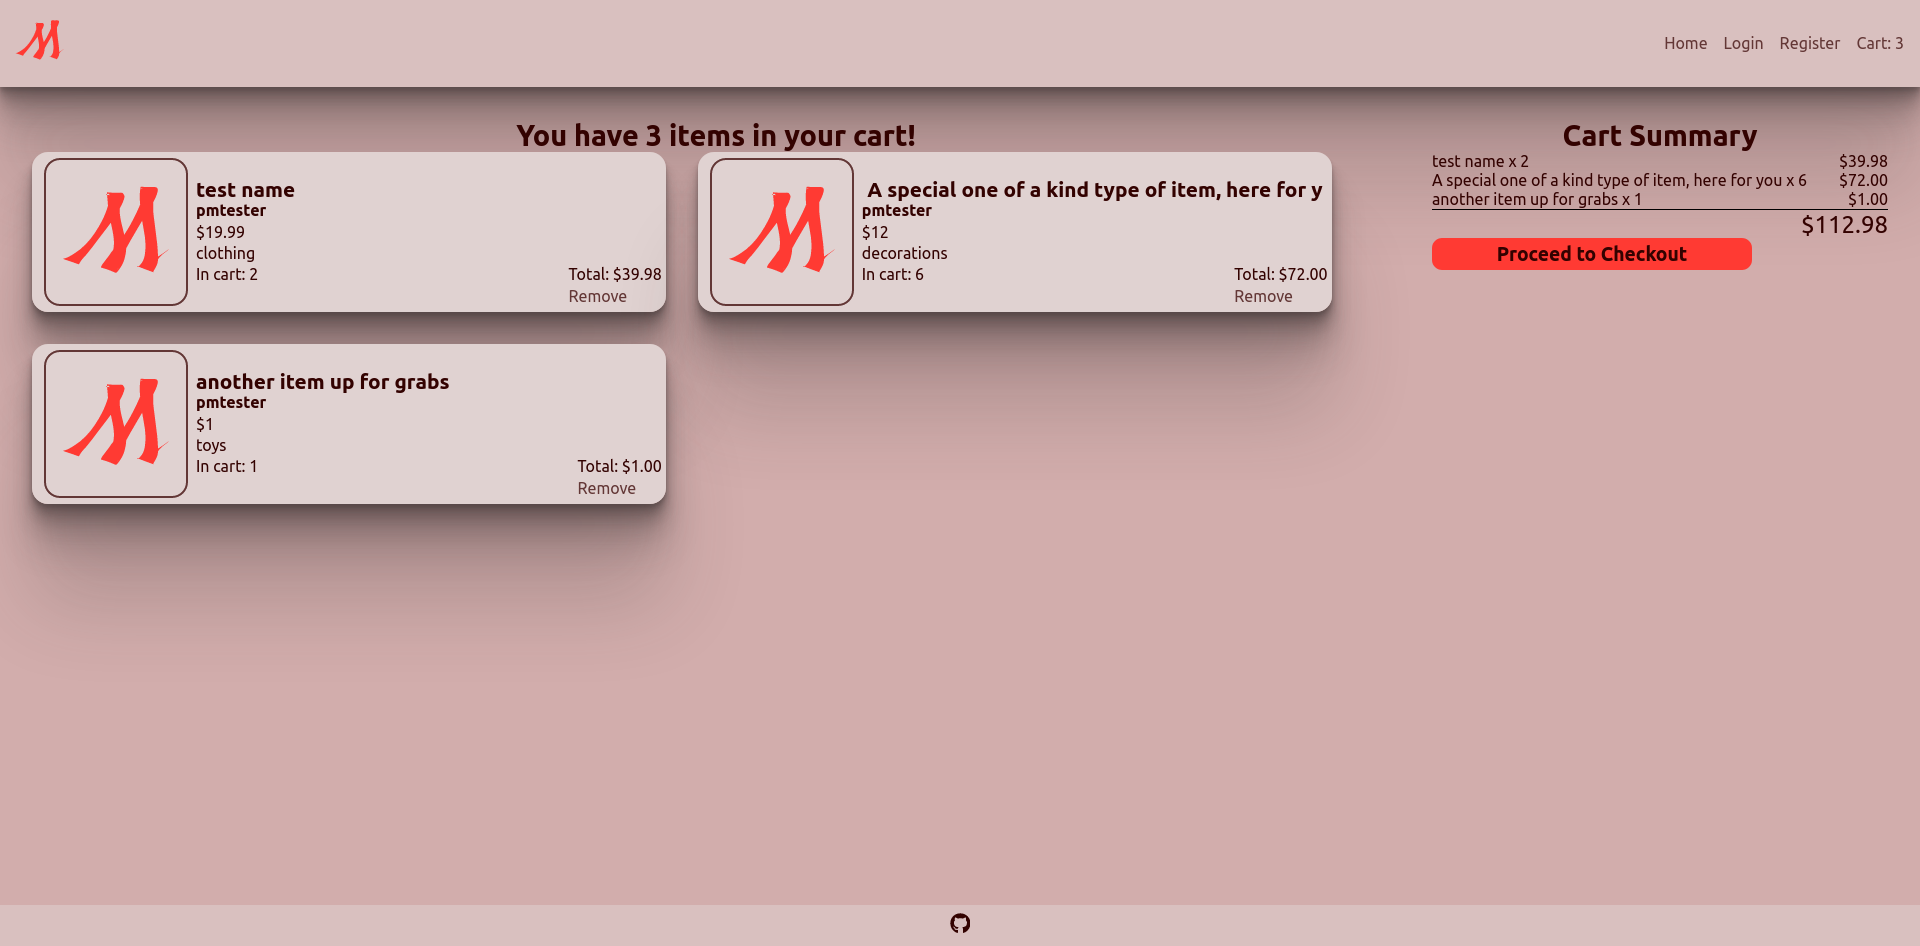 M
Home Login Register Cart: 3
You have 3 items in your cart!
test name
pmtester
$19.99
clothing
In cart: 2
Total: $39.98
Remove
A special one of a kind type of item, here for y
pmtester
$12
decorations
In cart: 6
Total: $72.00
Remove
another item up for grabs
pmtester
$1
toys
In cart: 1
Total: $1.00
Remove
Cart Summary
test name x 2 $39.98
A special one of a kind type of item, here for you x 6 $72.00
another item up for grabs x 1 $1.00
$112.98
Proceed to Checkout